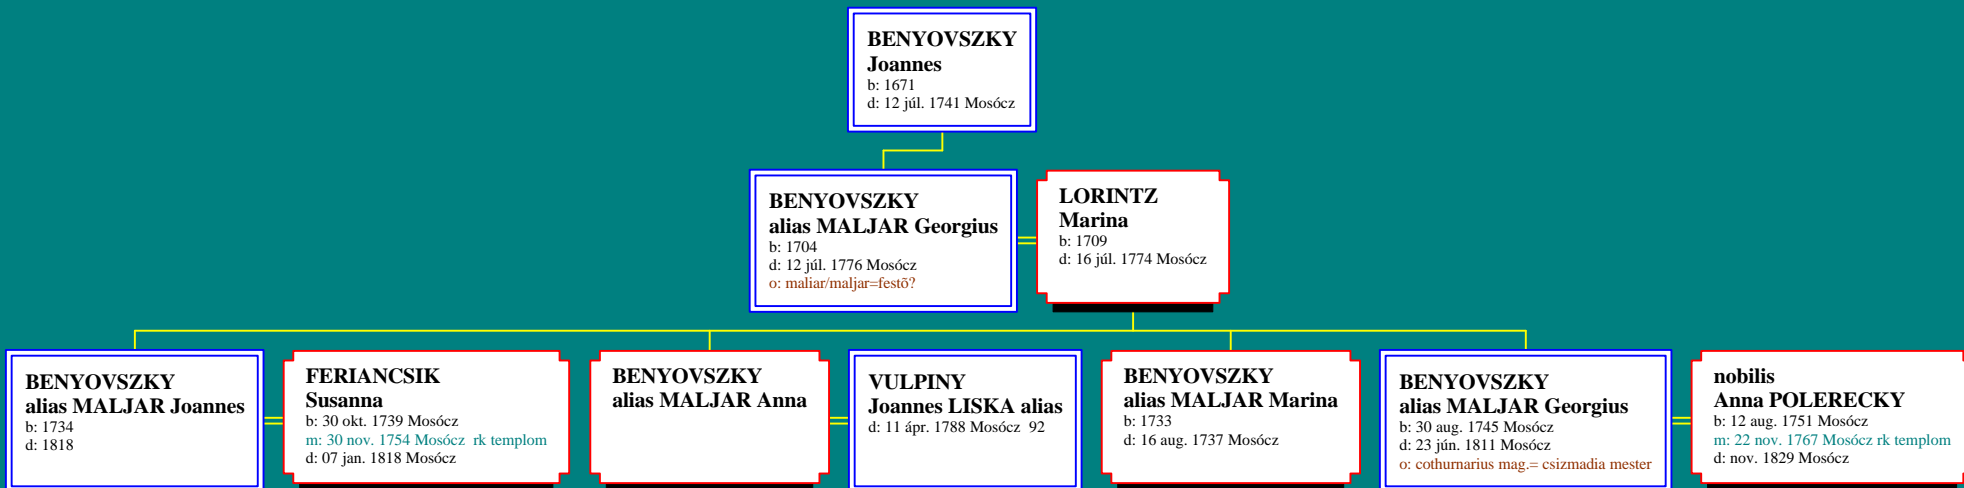 BENYOVSZKY
Joannes
b: 1671
d: 12 júl. 1741 Mosócz
BENYOVSZKY
alias MALJAR Georgius
b: 1704
d: 12 júl. 1776 Mosócz
o: maliar/maljar=festõ?
LORINTZ
Marina
b: 1709
d: 16 júl. 1774 Mosócz
BENYOVSZKY
alias MALJAR Joannes
b: 1734
d: 1818
FERIANCSIK
Susanna
b: 30 okt. 1739 Mosócz
m: 30 nov. 1754 Mosócz rk templom
d: 07 jan. 1818 Mosócz
BENYOVSZKY
alias MALJAR Anna
VULPINY
Joannes LISKA alias
d: 11 ápr. 1788 Mosócz 92
BENYOVSZKY
alias MALJAR Marina
b: 1733
d: 16 aug. 1737 Mosócz
BENYOVSZKY
alias MALJAR Georgius
b: 30 aug. 1745 Mosócz
d: 23 jún. 1811 Mosócz
o: cothurnarius mag.= csizmadia mester
nobilis
Anna POLERECKY
b: 12 aug. 1751 Mosócz
m: 22 nov. 1767 Mosócz rk templom
d: nov. 1829 Mosócz